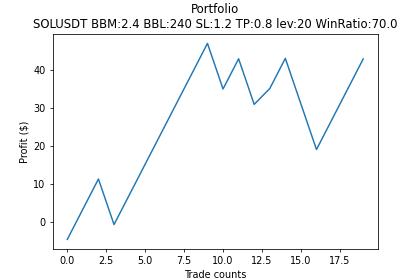 Portfolio
SOLUSDT BBM:2.4 BBL:240 SL:1.2 TP:0.8 lev:20 WinRatio:70.0
40
30
20
10
0
Profit ($)
0.0 2.5 5.0 7.5 10.0 12.5 15.0 17.5
Trade counts